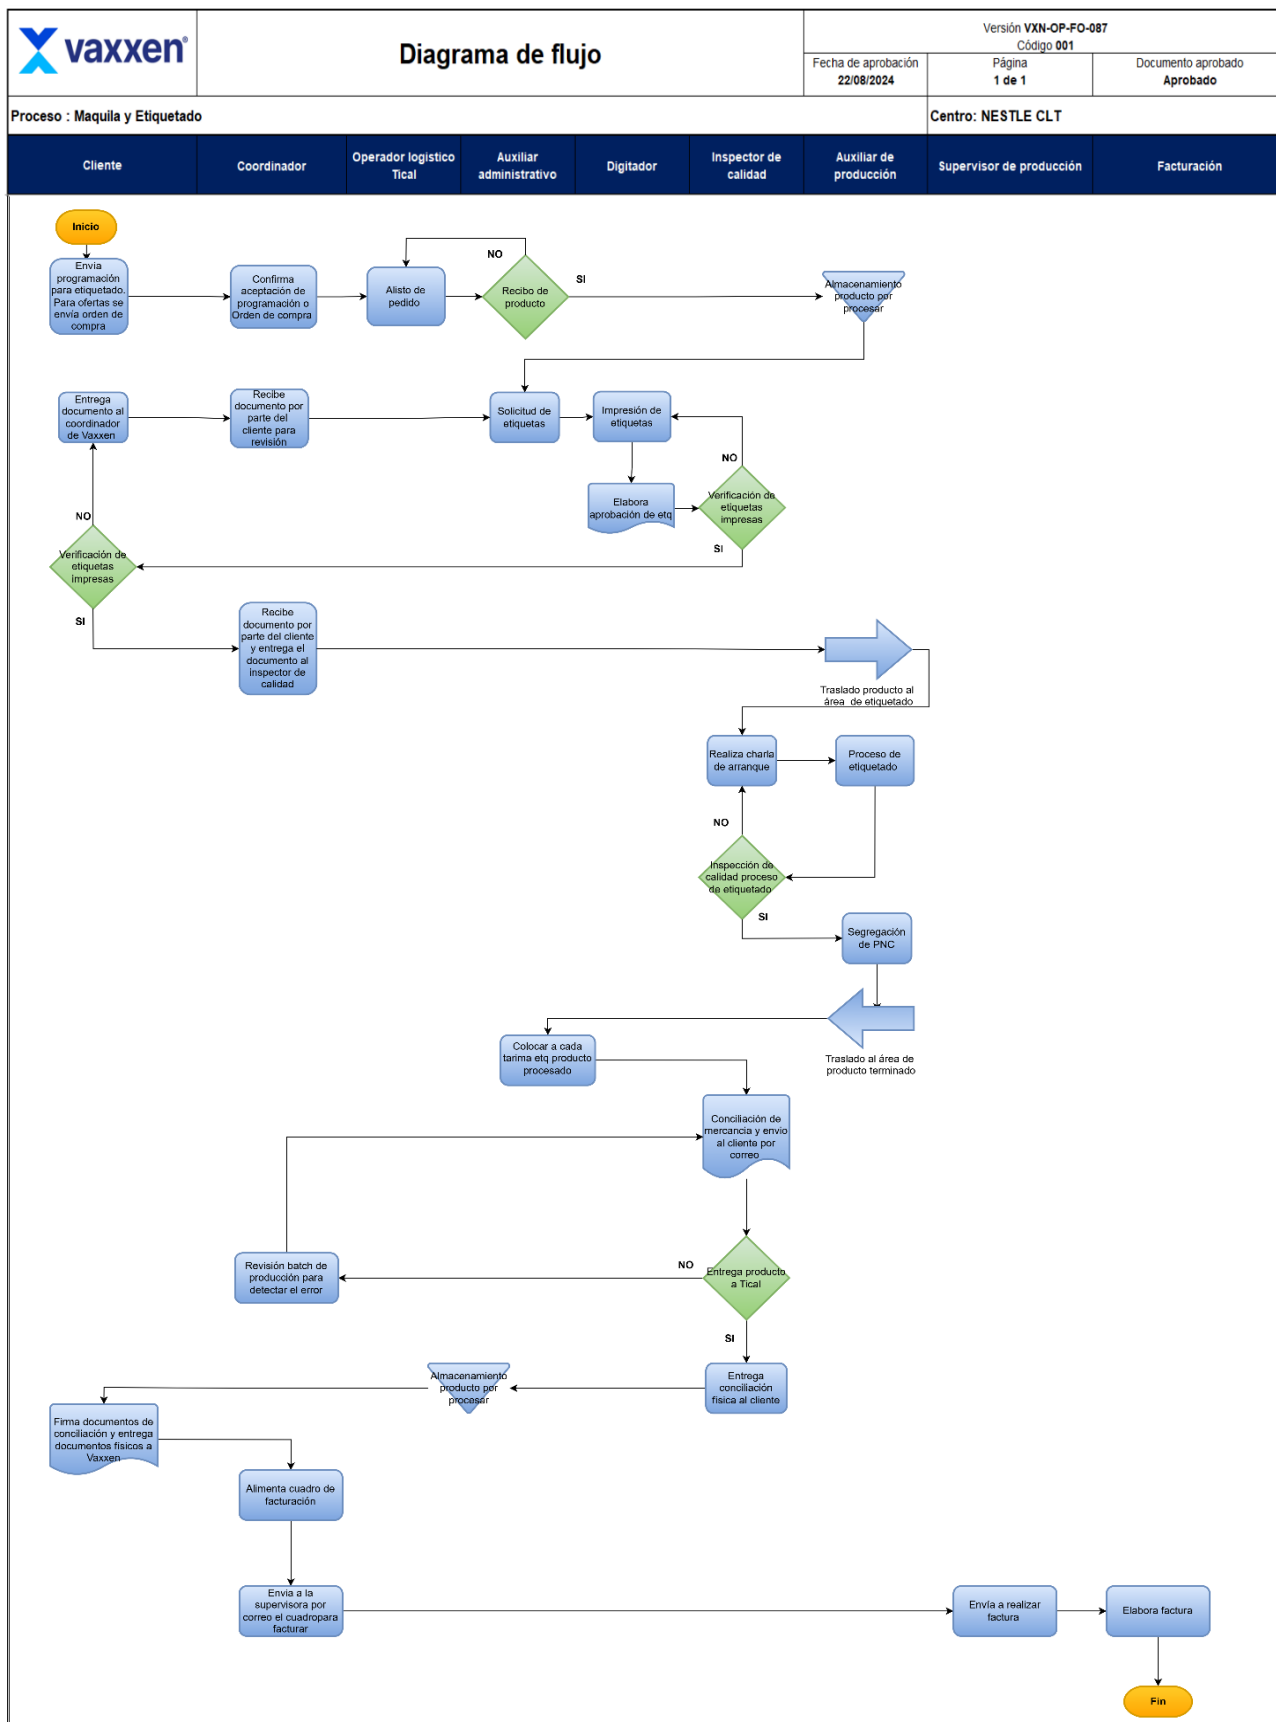 vaxxen®
Diagrama de flujo
Versión VXN-OP-FO-087
Código 001
Fecha de aprobación
22/08/2024
Página
1 de 1
Documento aprobado
Aprobado
Proceso : Maquila y Etiquetado
Centro: NESTLE CLT
Cliente
Coordinador
Operador logistico
Tical
Auxiliar
administrativo
Digitador
Inspector de
calidad
Auxiliar de
producción
Supervisor de producción
Facturación
Inicio
Envia
programación
para etiquetado.
Para ofertas se
envía orden de
compra
Confirma
aceptación de
programación o
Orden de compra
Alisto de
pedido
NO
Recibo de
producto
SI
Almacenamiento
producto por
procesar
Entrega
documento al
coordinador
de Vaxxen
Recibe
documento por
parte del
cliente para
revisión
Solicitud de
etiquetas
Impresión de
etiquetas
NO
Elabora
aprobación de etq
Verificación de
etiquetas
impresas
SI
NO
Verificación de
etiquetas
impresas
SI
Recibe
documento por
parte del cliente
y entrega el
documento al
inspector de
calidad
Traslado producto al
área de etiquetado
Realiza charla
de arranque
Proceso de
etiquetado
NO
Inspección de
calidad proceso
de etiquetado
SI
Segregación
de PNC
Traslado al área de
producto terminado
Colocar a cada
tarima etq producto
procesado
Conciliación de
mercancia y envio
al cliente por
correo
Revisión batch de
producción para
detectar el error
NO
Entrega producto
a Tical
SI
Entrega
conciliación
física al cliente
Almacenamiento
producto por
procesar
Firma documentos de
conciliación y entrega
documentos físicos a
Vaxxen
Alimenta cuadro de
facturación
Envia a la
supervisora por
correo el cuadropara
facturar
Envía a realizar
factura
Elabora factura
Fin